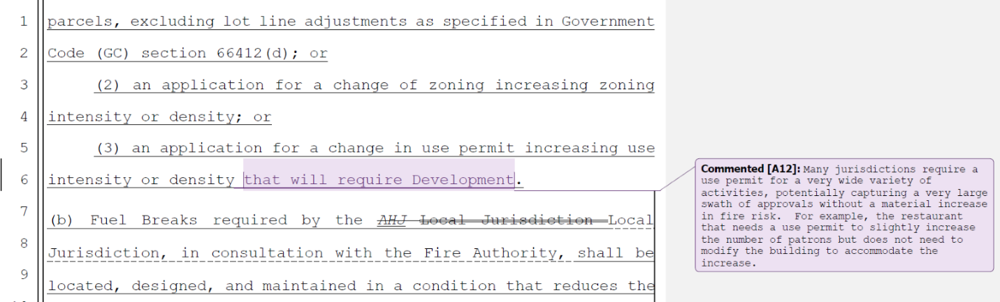 1 parcels, excluding lot line adjustments as specified in Government
2 Code (GC) section 66412(d); or
3 (2) an application for a change of zoning increasing zoning
4 intensity or density; or
5 (3) an application for a change in use permit increasing use
6 intensity or density that will require Development.
7 (b) Fuel Breaks required by the AHJ Local Jurisdiction Local
8 Jurisdiction, in consultation with the Fire Authority, shall be
9 located, designed, and maintained in a condition that reduces the
Commented [A12]: Many jurisdictions require a
use permit for a very wide variety of
activities, potentially capturing a very large
swath of approvals without a material increase
in fire risk. For example, the restaurant
that needs a use permit to slightly increase
the number of patrons but does not need to
modify the building to accommodate the
increase.